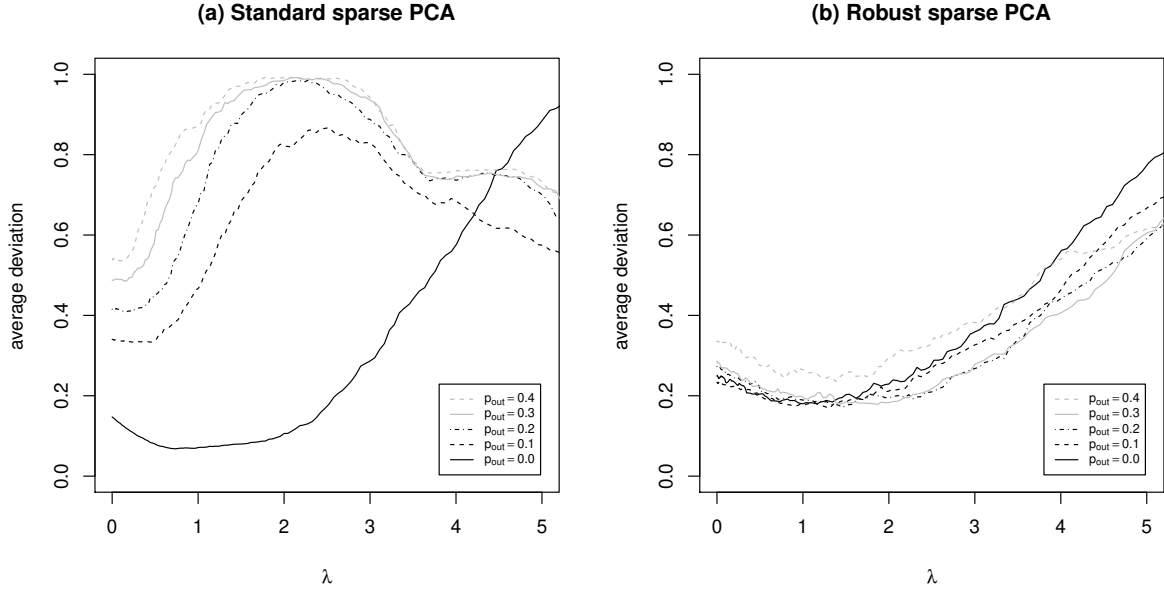 (a) Standard sparse PCA
average deviation
1.0
0.8
0.6
0.4
0.2
0.0
p_out = 0.4
p_out = 0.3
p_out = 0.2
p_out = 0.1
p_out = 0.0
0 1 2 3 4 5
λ
(b) Robust sparse PCA
average deviation
1.0
0.8
0.6
0.4
0.2
0.0
p_out = 0.4
p_out = 0.3
p_out = 0.2
p_out = 0.1
p_out = 0.0
0 1 2 3 4 5
λ